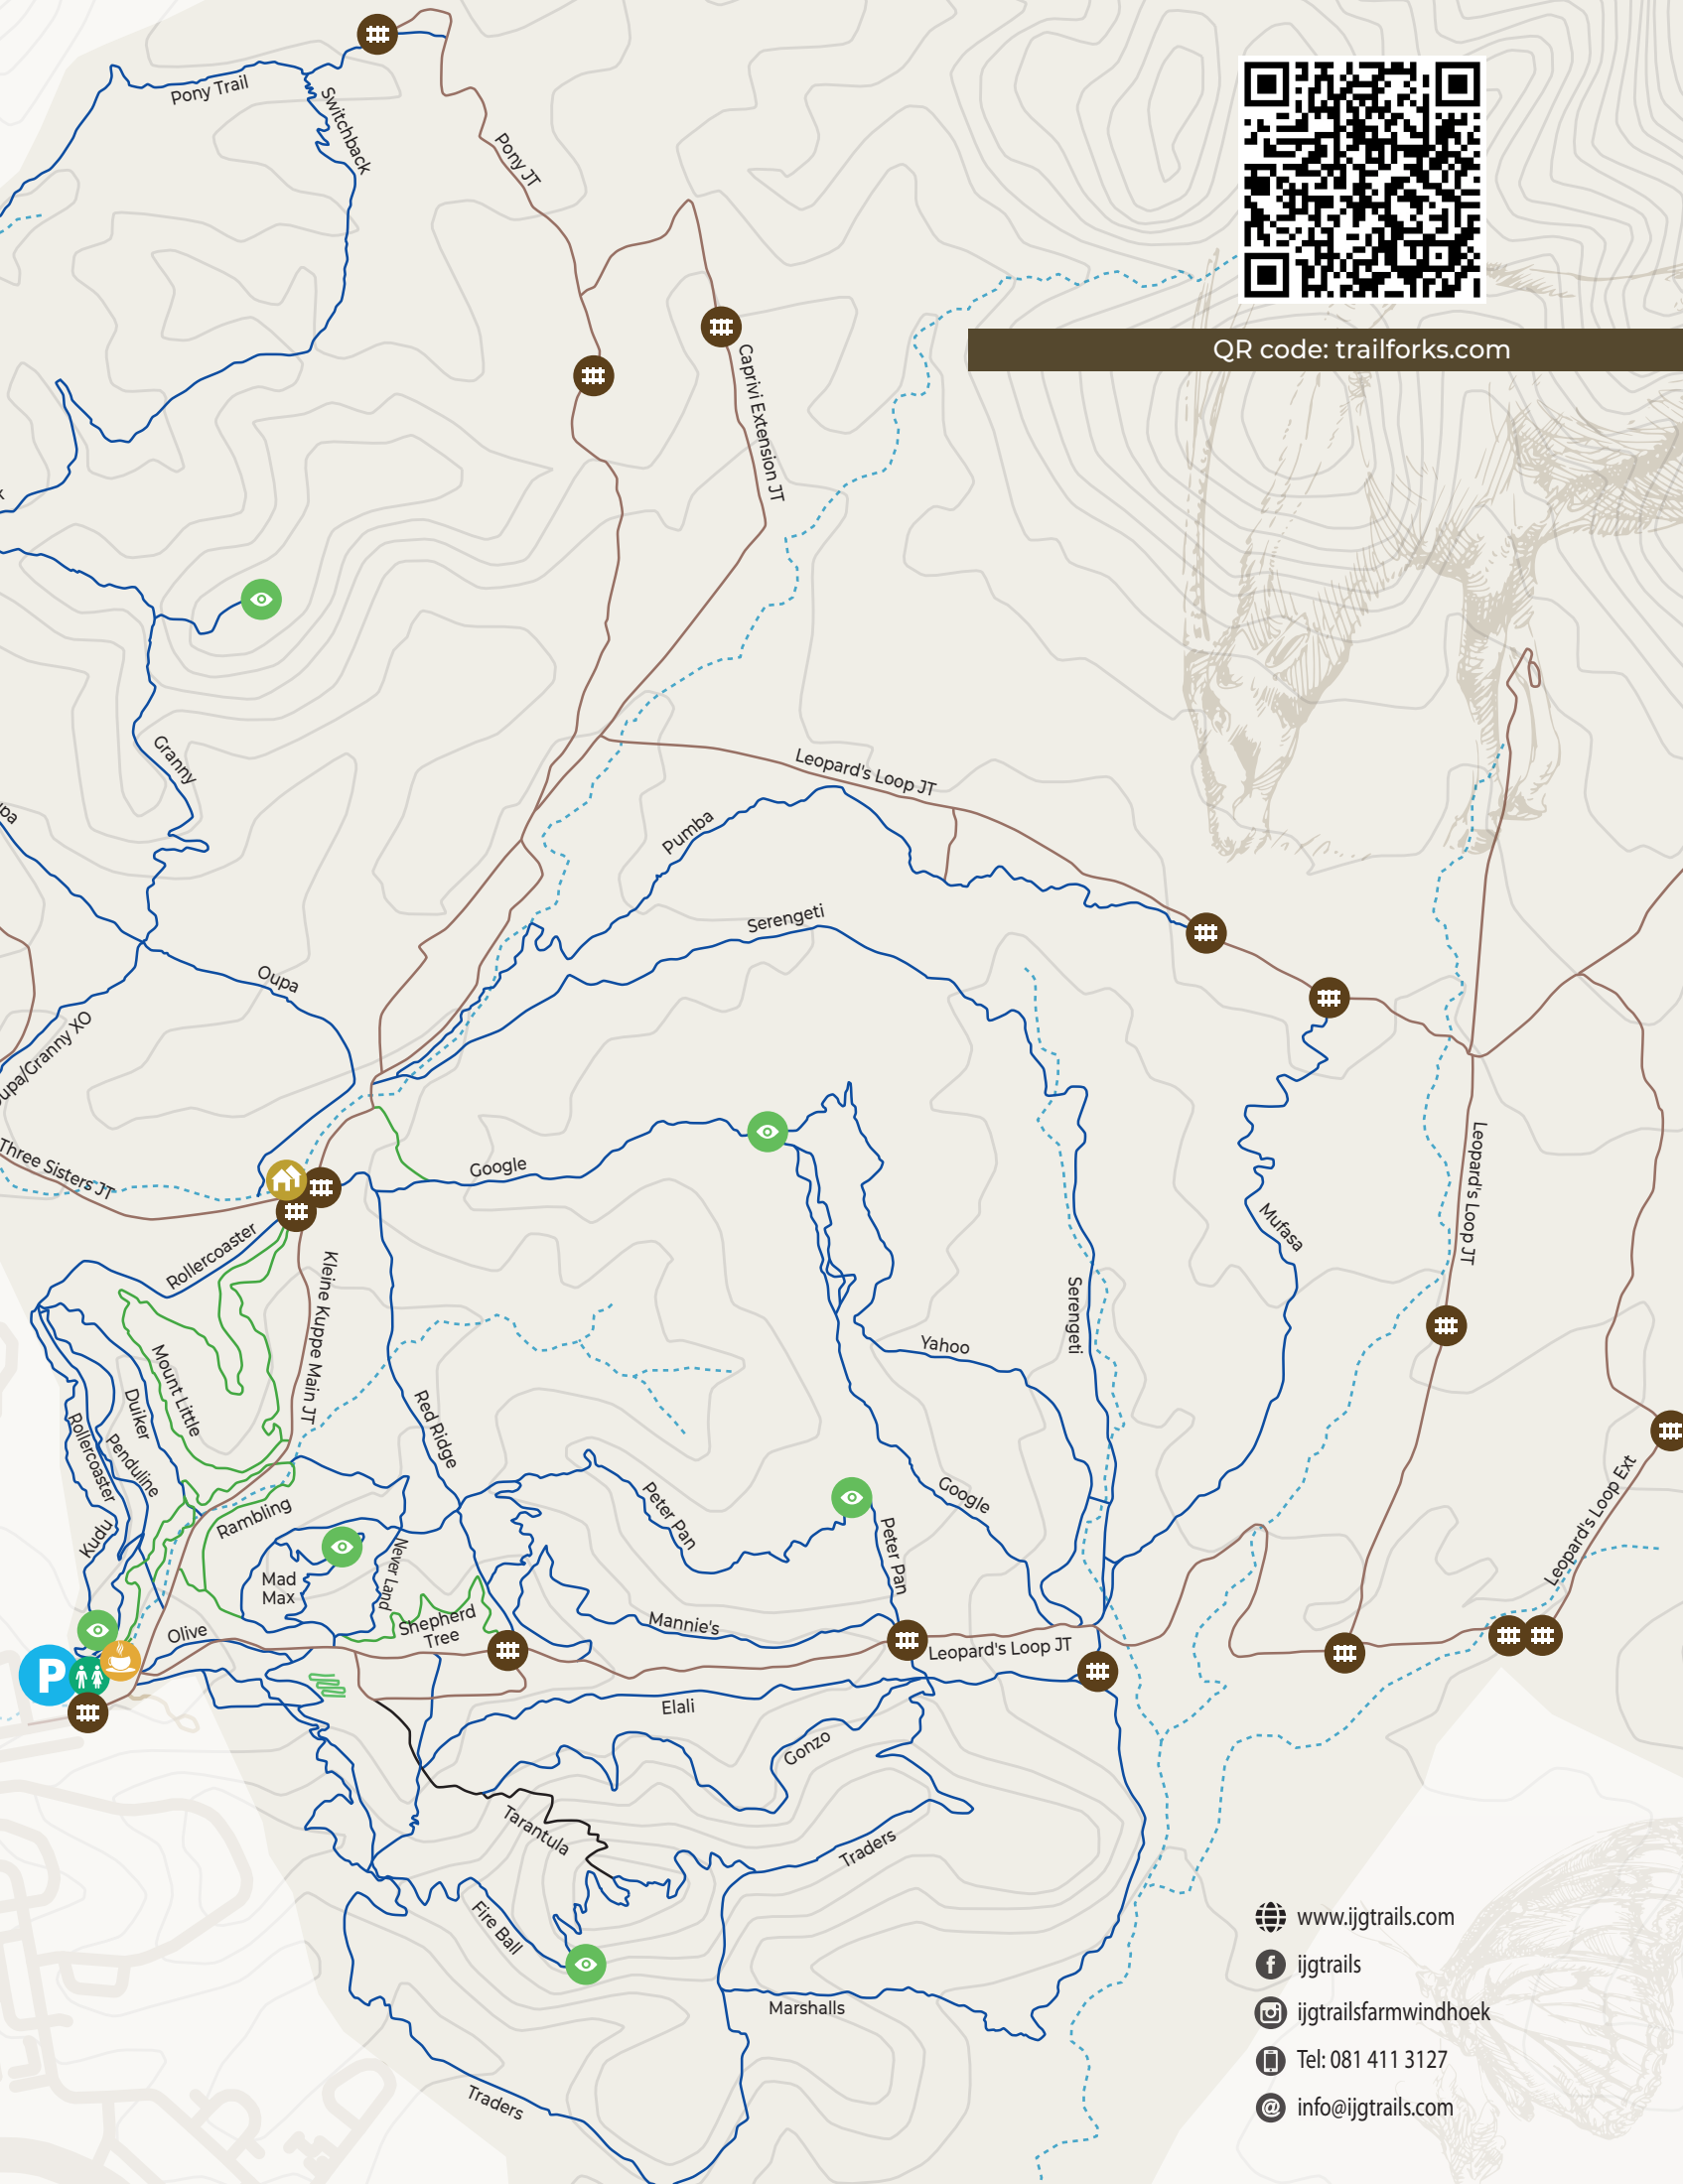 Pony Trail
Switchback
Pony JT
QR code: trailforks.com
Caprivi Extension JT
Granny
Leopard's Loop JT
Pumba
Serengeti
Oupa
Oupa/Granny XO
Three Sisters JT
Google
Leopard's Loop JT
Mufasa
Rollercoaster
Kleine Kuppe Main JT
Serengeti
Yahoo
Mount Little
Duiker
Red Ridge
Rollercoaster
Penduline
Peter Pan
Google
Leopard's Loop Ext
Rambling
Kudu
Never Land
Peter Pan
Mad
Max
Shepherd
Tree
Mannie's
Olive
Leopard's Loop JT
P
Elali
Gonzo
Tarantula
Traders
Fire Ball
Marshalls
Traders
www.ijgtrails.com
ijgtrails
ijgtrailsfarmwindhoek
Tel: 081 411 3127
info@ijgtrails.com